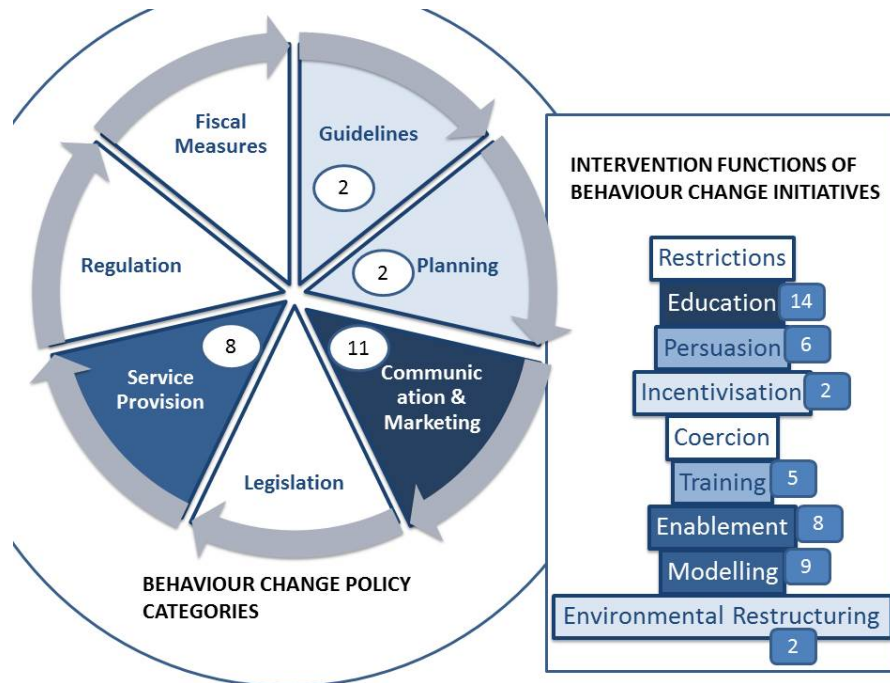 Fiscal
Measures
Guidelines
2
Planning
2
Communic
ation &
Marketing
11
Legislation
Service
Provision
8
Regulation
BEHAVIOUR CHANGE POLICY
CATEGORIES
INTERVENTION FUNCTIONS OF
BEHAVIOUR CHANGE INITIATIVES
Restrictions
Education 14
Persuasion 6
Incentivisation 2
Coercion
Training 5
Enablement 8
Modelling 9
Environmental Restructuring
2